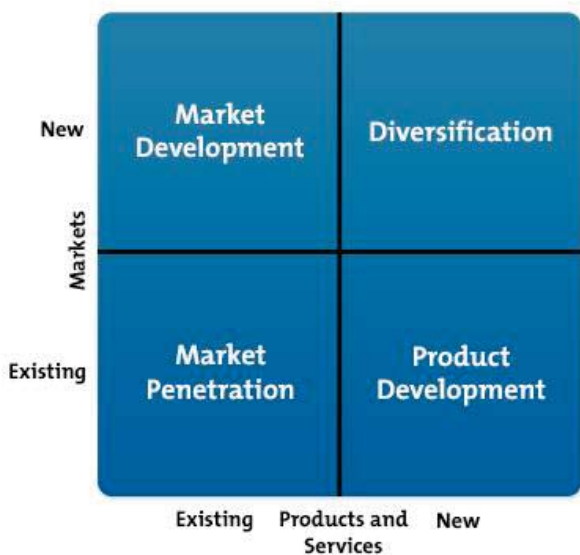 New
Market
Development
Diversification
Markets
Existing
Market
Penetration
Product
Development
Existing
Products and
Services
New